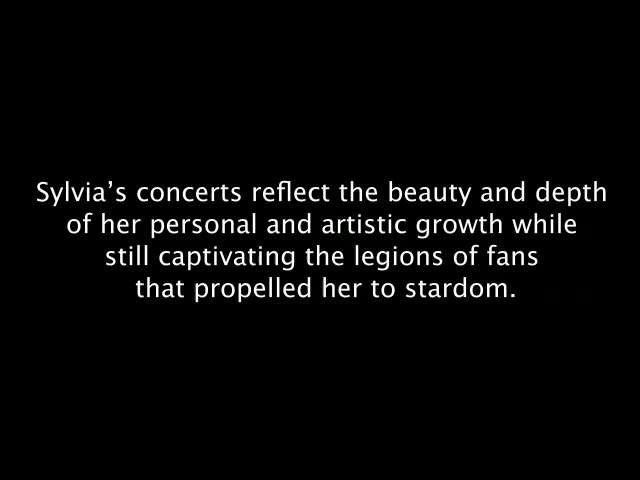 Sylvia’s concerts reflect the beauty and depth
of her personal and artistic growth while
still captivating the legions of fans
that propelled her to stardom.